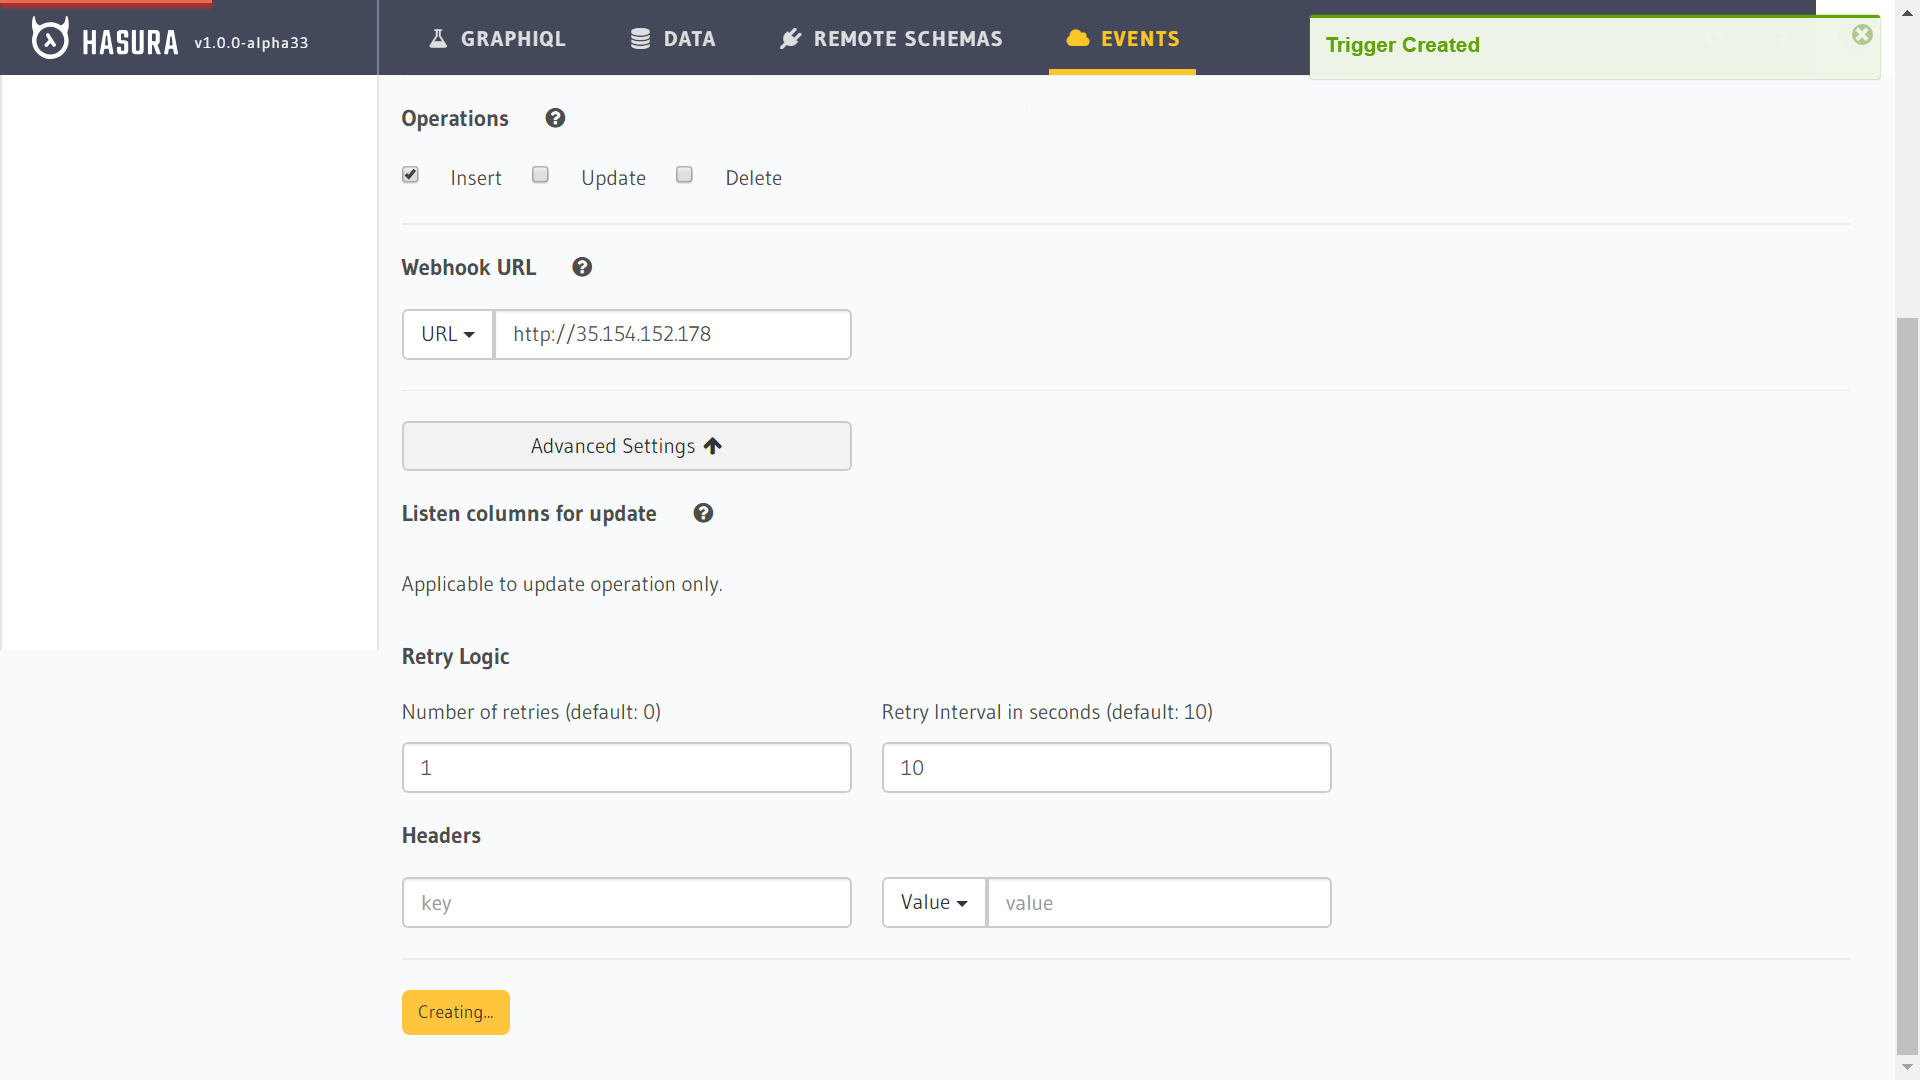 HASURA v1.0.0-alpha33 GRAPHIQL DATA REMOTE SCHEMAS EVENTS
Trigger Created
Operations
Insert Update Delete
Webhook URL
URL http://35.154.152.178
Advanced Settings
Listen columns for update
Applicable to update operation only.
Retry Logic
Number of retries (default: 0) Retry Interval in seconds (default: 10)
1 10
Headers
key Value value
Creating...